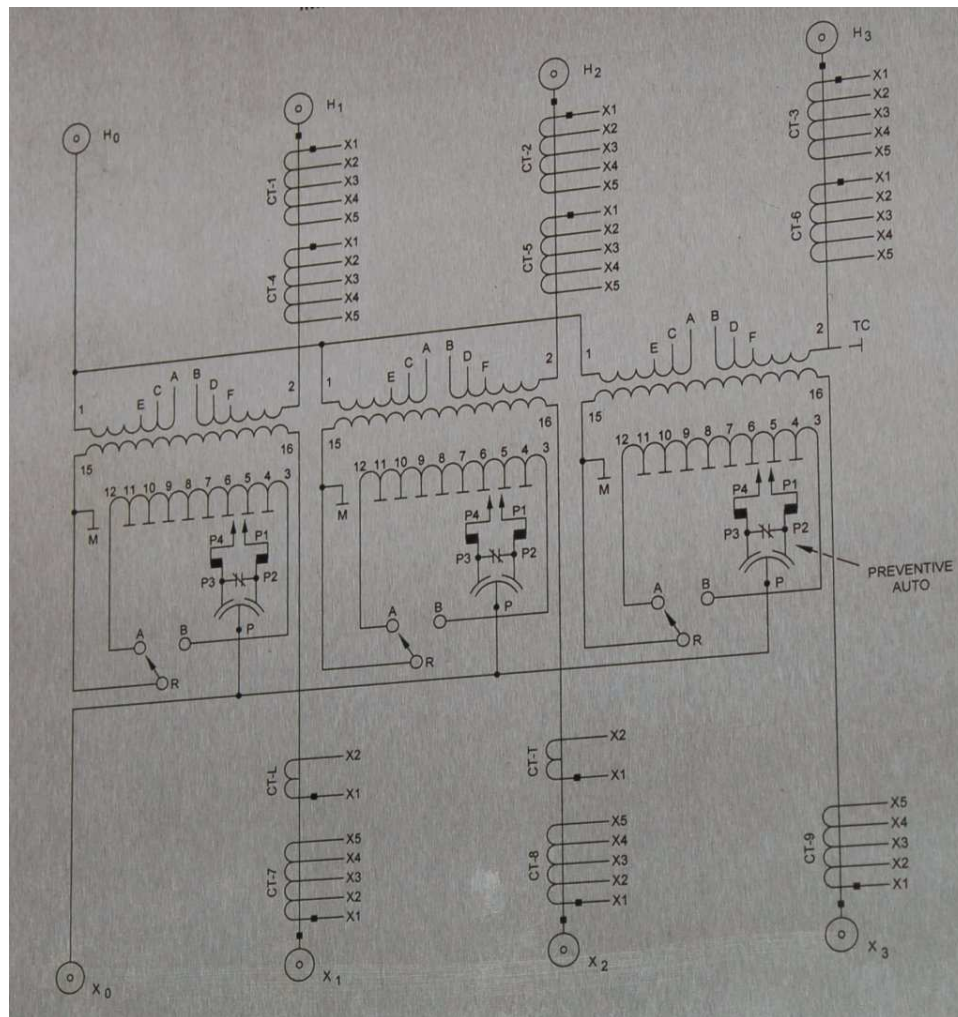 H0
H1
H2
H3
CT-1
X1
X2
X3
X4
X5
CT-4
X1
X2
X3
X4
X5
CT-2
X1
X2
X3
X4
X5
CT-5
X1
X2
X3
X4
X5
CT-3
X1
X2
X3
X4
X5
CT-6
X1
X2
X3
X4
X5
1 E C A B D F 2
15 16
12 11 10 9 8 7 6 5 4 3
M
P4 P1
P3 P2
P
A B
R
1 E C A B D F 2
15 16
12 11 10 9 8 7 6 5 4 3
M
P4 P1
P3 P2
P
A B
R
1 E C A B D F 2 TC
15 16
12 11 10 9 8 7 6 5 4 3
M
P4 P1
P3 P2
P
A B
R
PREVENTIVE
AUTO
CT-L
X2
X1
CT-7
X5
X4
X3
X2
X1
CT-T
X2
X1
CT-8
X5
X4
X3
X2
X1
CT-9
X5
X4
X3
X2
X1
X0
X1
X2
X3